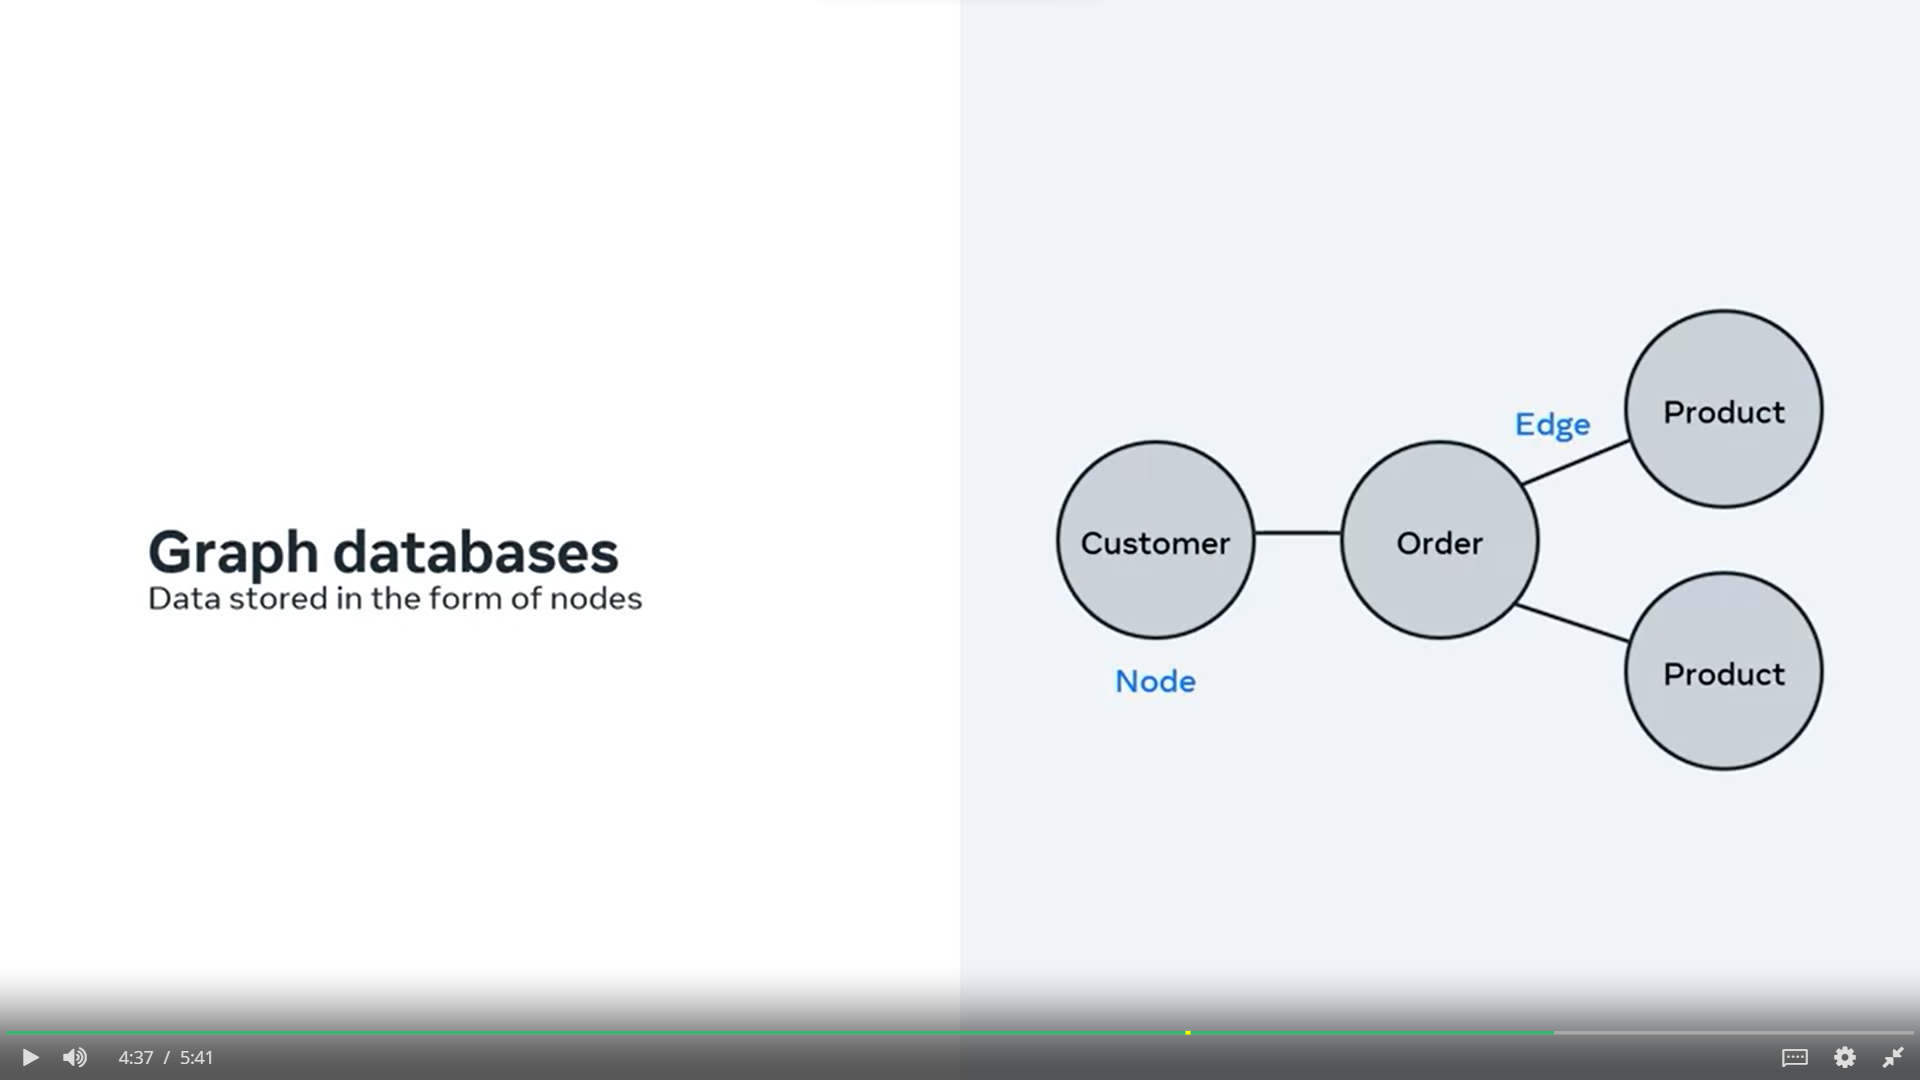 Graph databases
Data stored in the form of nodes
Edge
Product
Customer
Order
Product
Node
4:37 / 5:41